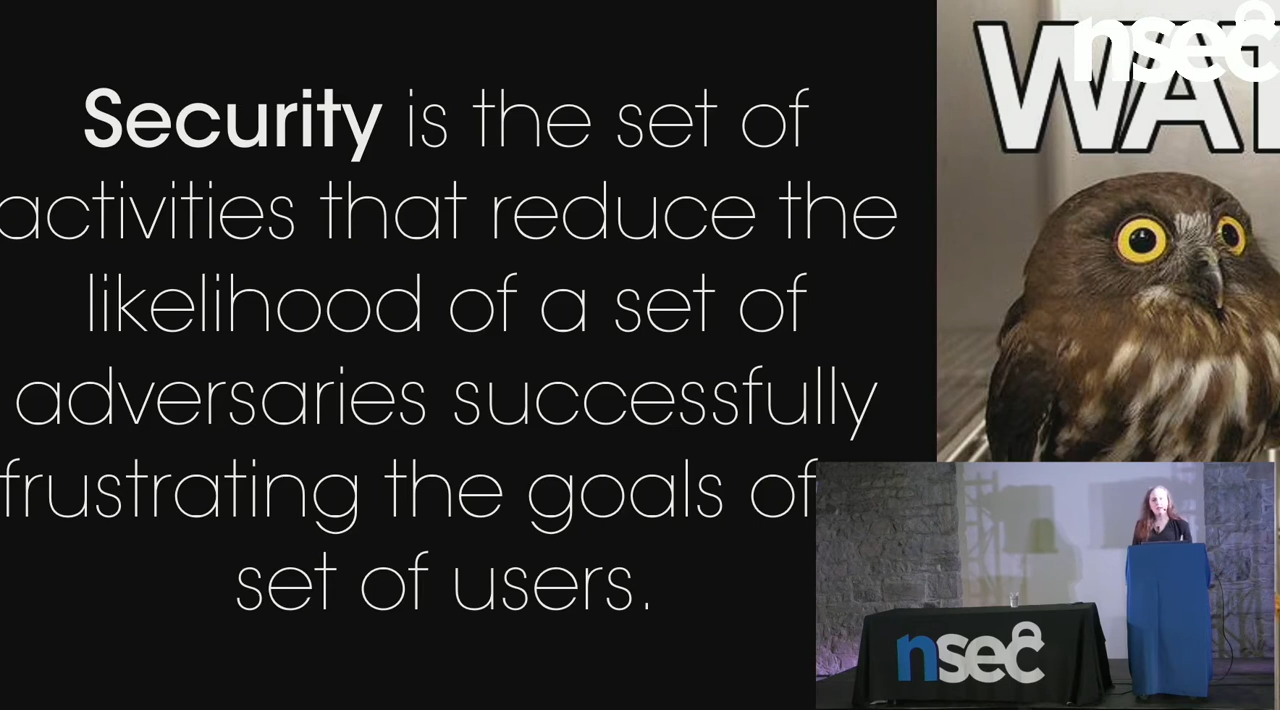 Security is the set of
activities that reduce the
likelihood of a set of
adversaries successfully
frustrating the goals of
set of users.
WAT
nsec
nsec